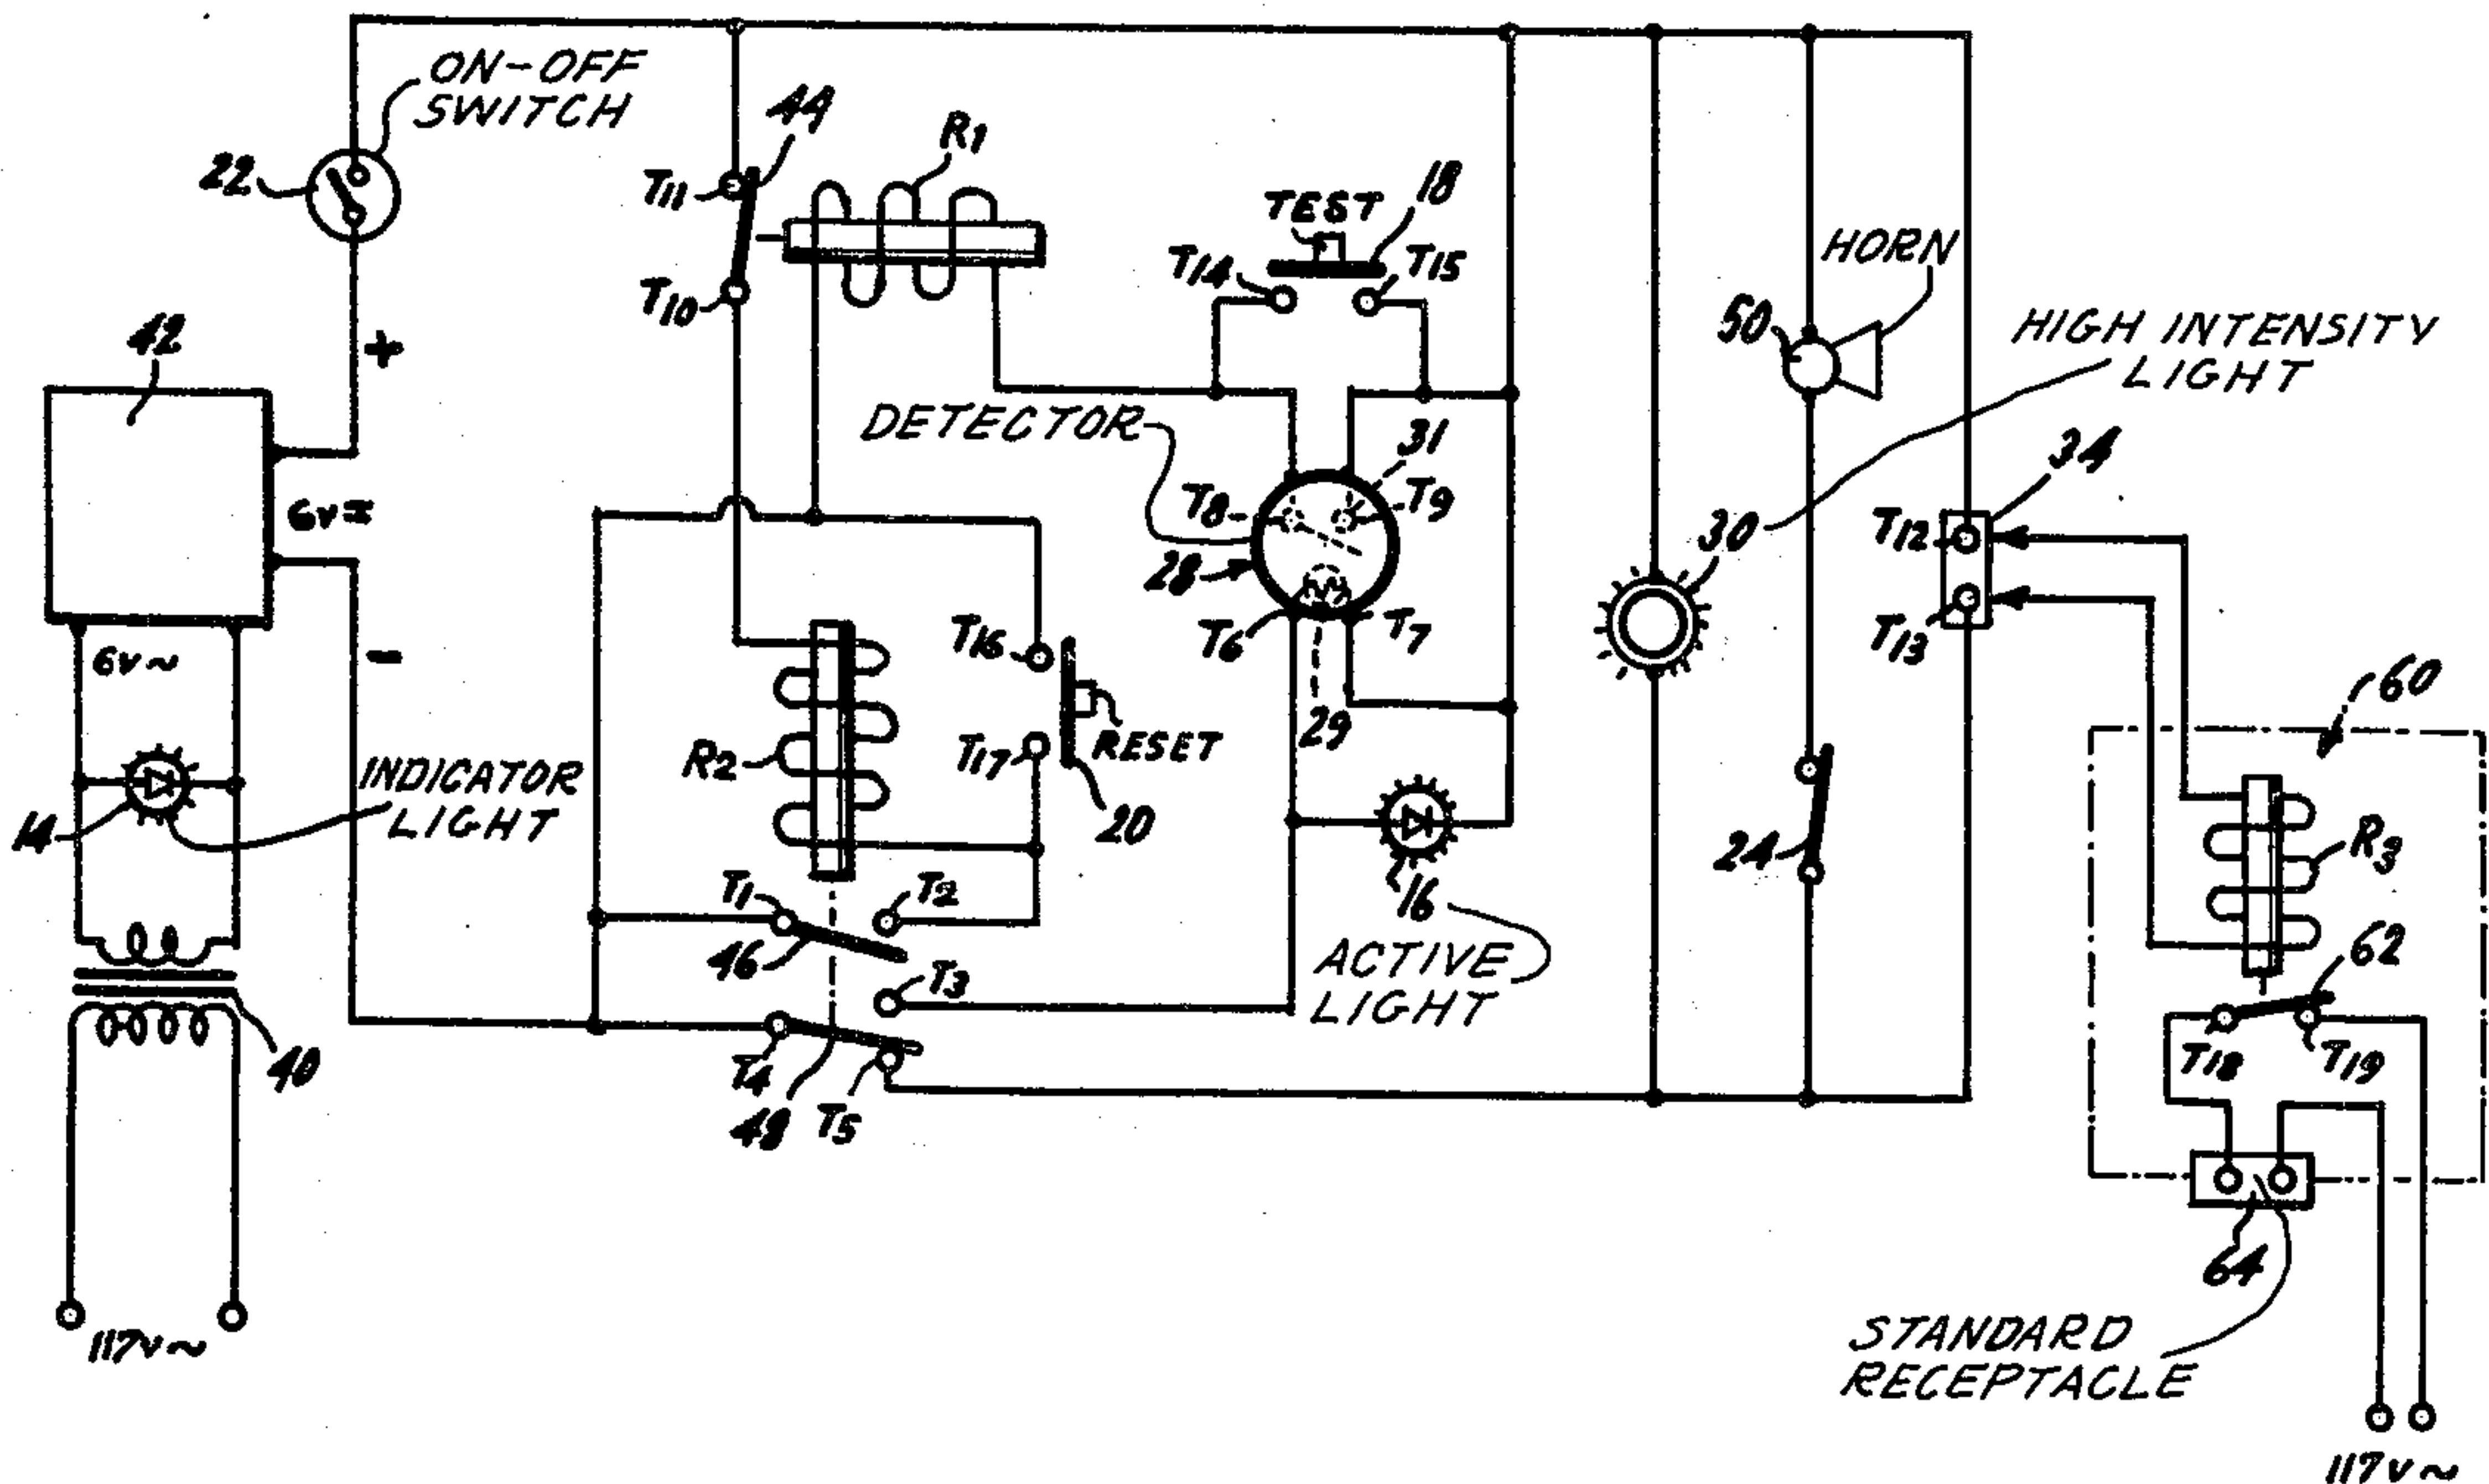 ON-OFF
SWITCH
22
44
R1
T11
T10
TEST
18
T14
T15
HORN
50
HIGH INTENSITY
LIGHT
42
+
6v=
DETECTOR
31
T8
T9
28
30
34
T12
T13
6v~
-
T16
T6
T7
29
60
R2
T17
RESET
20
INDICATOR
LIGHT
14
24
R3
T1
T2
46
T3
16
ACTIVE
LIGHT
62
40
T4
48
T5
T18
T19
64
117v~
STANDARD
RECEPTACLE
117v~